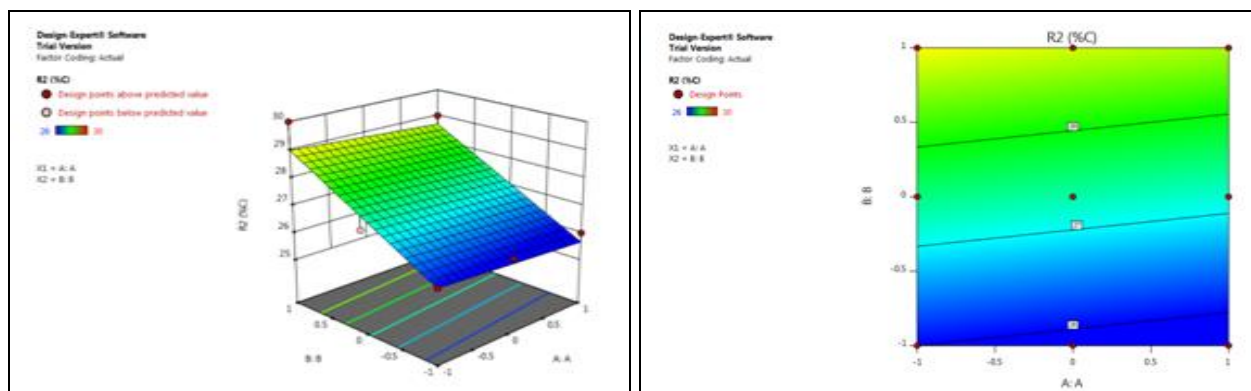 Design-Expert® Software
Trial Version
Factor Coding: Actual
R2 (%C)
Design points above predicted value
Design points below predicted value
26 30
X1 = A: A
X2 = B: B
30
29
28
27
26
25
R2 (%C)
1
0.5
0
-0.5
-1
B: B
-1
-0.5
0
0.5
1
A: A
Design-Expert® Software
Trial Version
Factor Coding: Actual
R2 (%C)
Design Points
26 30
X1 = A: A
X2 = B: B
R2 (%C)
1
0.5
0
-0.5
-1
B: B
28
27
-1
-0.5
0
0.5
1
A: A